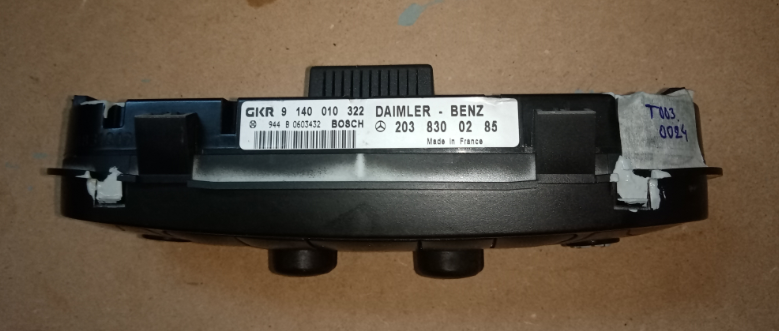 GKR 9 140 010 322 DAIMLER - BENZ
944 B 0603432 BOSCH 203 830 02 85
Made in France
T003
0024